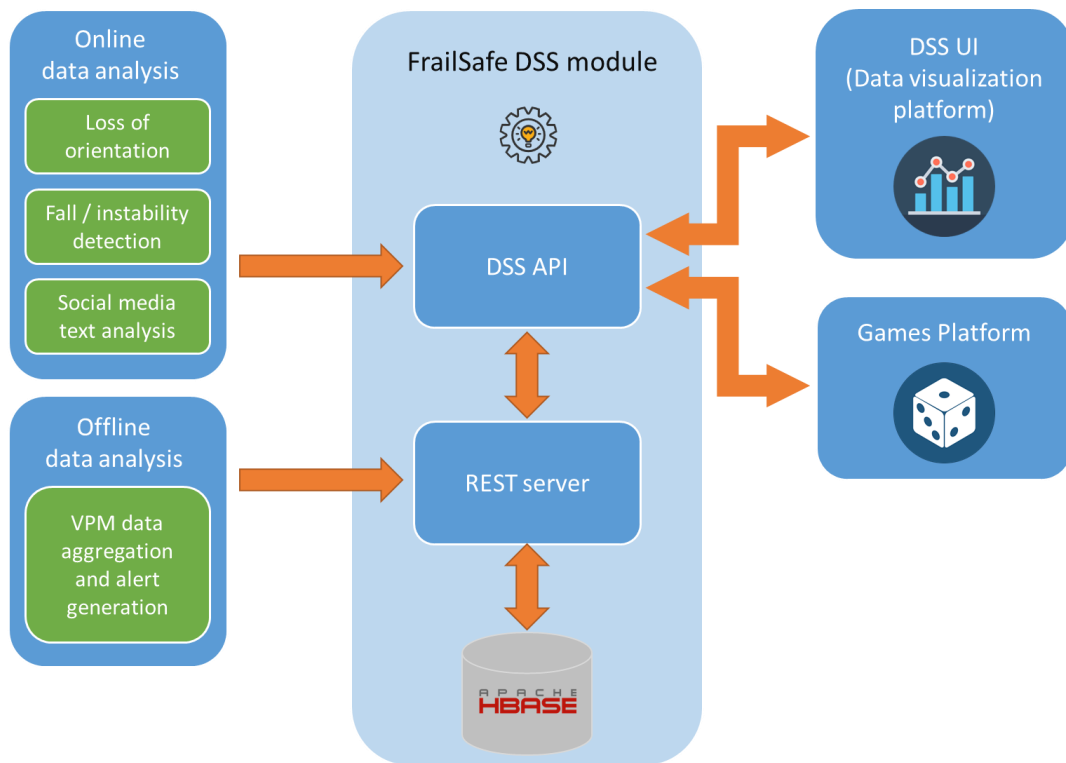 Online
data analysis
Loss of
orientation
Fall / instability
detection
Social media
text analysis
Offline
data analysis
VPM data
aggregation
and alert
generation
FrailSafe DSS module
DSS API
REST server
APACHE
HBASE
DSS UI
(Data visualization
platform)
Games Platform